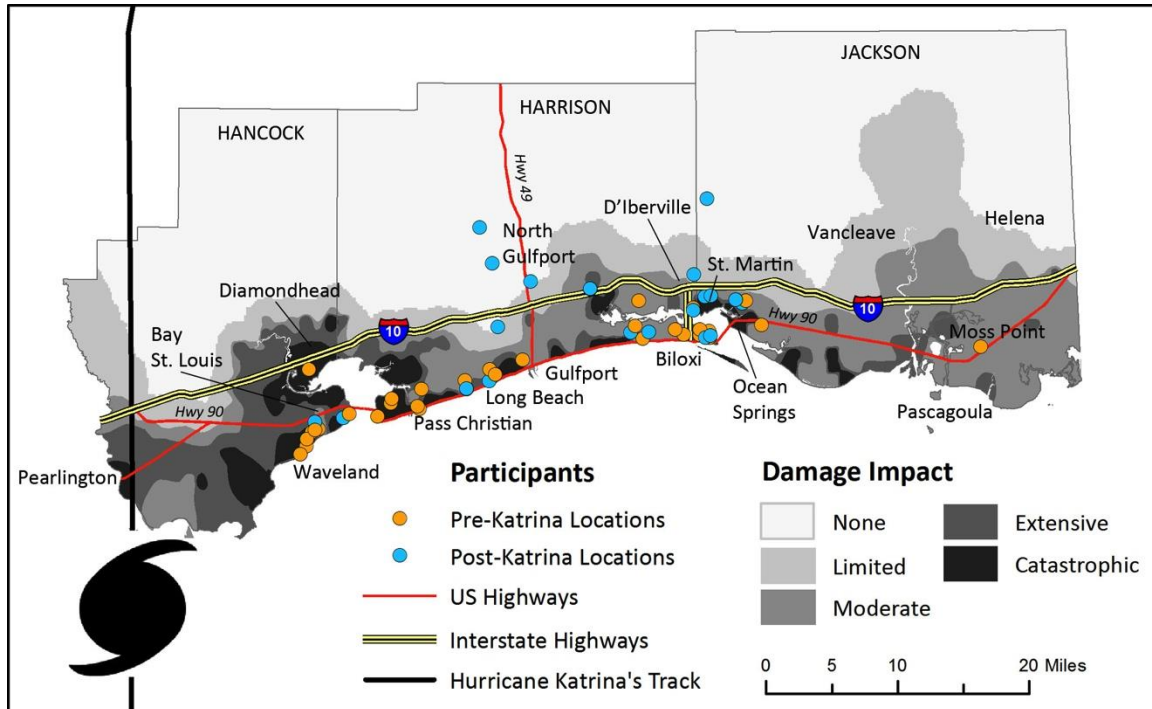 JACKSON
HARRISON
HANCOCK
Hwy 49
D'Iberville
Helena
Vancleave
North
Gulfport
St. Martin
Diamondhead
10
10
Hwy 90
Bay
St. Louis
Moss Point
Biloxi
Gulfport
Ocean
Springs
Hwy 90
Long Beach
Pass Christian
Pascagoula
Pearlington
Waveland
Participants
Pre-Katrina Locations
Post-Katrina Locations
US Highways
Interstate Highways
Hurricane Katrina's Track
Damage Impact
None
Limited
Moderate
Extensive
Catastrophic
0 5 10 20 Miles